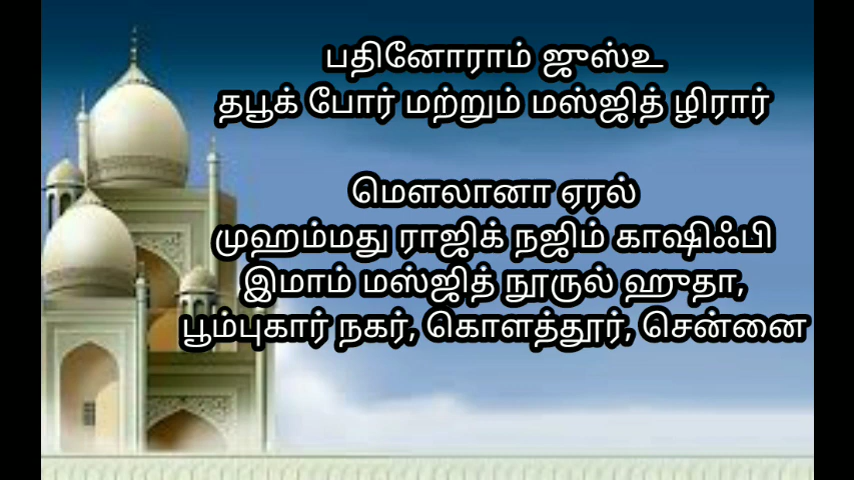 பதினோராம் ஜுஸ்உ
தபூக் போர் மற்றும் மஸ்ஜித் ழிரார்
மௌலானா ஏரல்
முஹம்மது ராஜிக் நஜிம் காஷிஃபி
இமாம் மஸ்ஜித் நூருல் ஹுதா,
பூம்புகார் நகர், கொளத்தூர், சென்னை